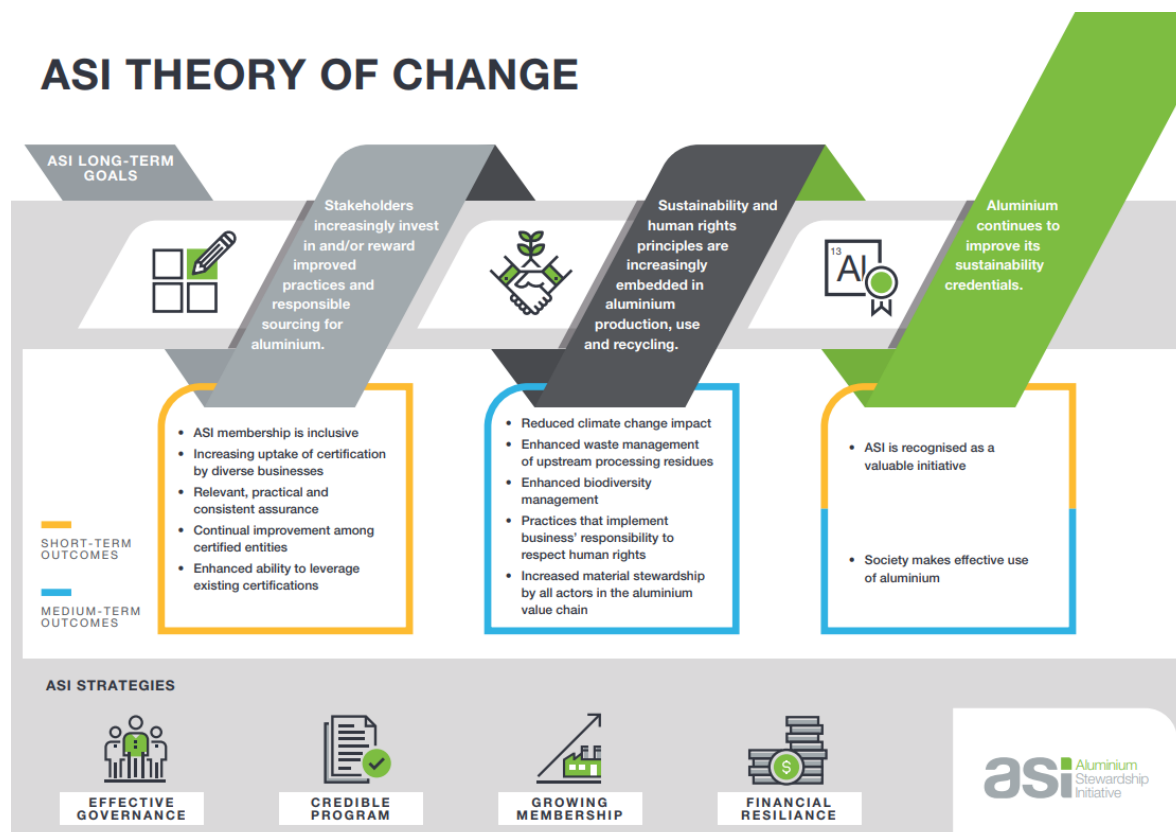 ASI THEORY OF CHANGE
ASI LONG-TERM
GOALS
Stakeholders
increasingly invest
in and/or reward
improved
practices and
responsible
sourcing for
aluminium.
Sustainability and
human rights
principles are
increasingly
embedded in
aluminium
production, use
and recycling.
13
Al
Aluminium
continues to
improve its
sustainability
credentials.
SHORT-TERM
OUTCOMES
MEDIUM-TERM
OUTCOMES
• ASI membership is inclusive
• Increasing uptake of certification
by diverse businesses
• Relevant, practical and
consistent assurance
• Continual improvement among
certified entities
• Enhanced ability to leverage
existing certifications
• Reduced climate change impact
• Enhanced waste management
of upstream processing residues
• Enhanced biodiversity
management
• Practices that implement
business' responsibility to
respect human rights
• Increased material stewardship
by all actors in the aluminium
value chain
• ASI is recognised as a
valuable initiative
• Society makes effective use
of aluminium
ASI STRATEGIES
EFFECTIVE
GOVERNANCE
CREDIBLE
PROGRAM
GROWING
MEMBERSHIP
$
FINANCIAL
RESILIANCE
asi
Aluminium
Stewardship
Initiative